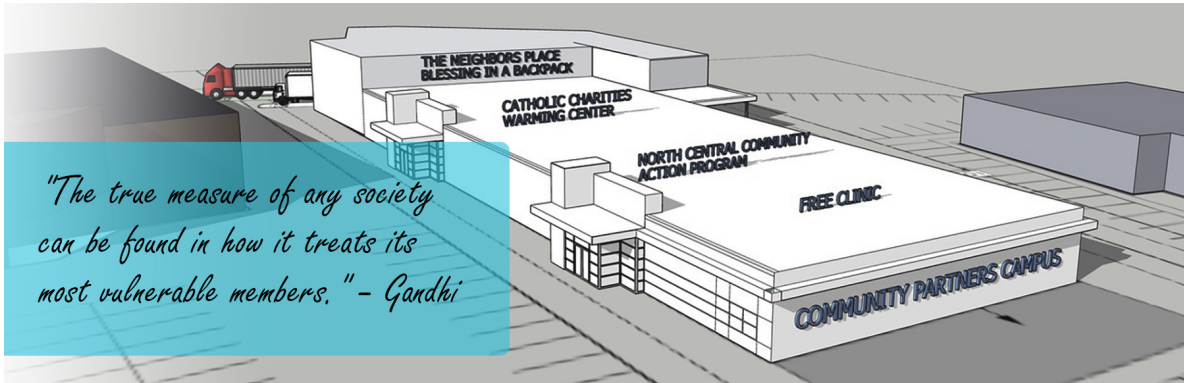 THE NEIGHBORS PLACE
BLESSING IN A BACKPACK
CATHOLIC CHARITIES
WARMING CENTER
NORTH CENTRAL COMMUNITY
ACTION PROGRAM
FREE CLINIC
COMMUNITY PARTNERS CAMPUS
"The true measure of any society
can be found in how it treats its
most vulnerable members." – Gandhi